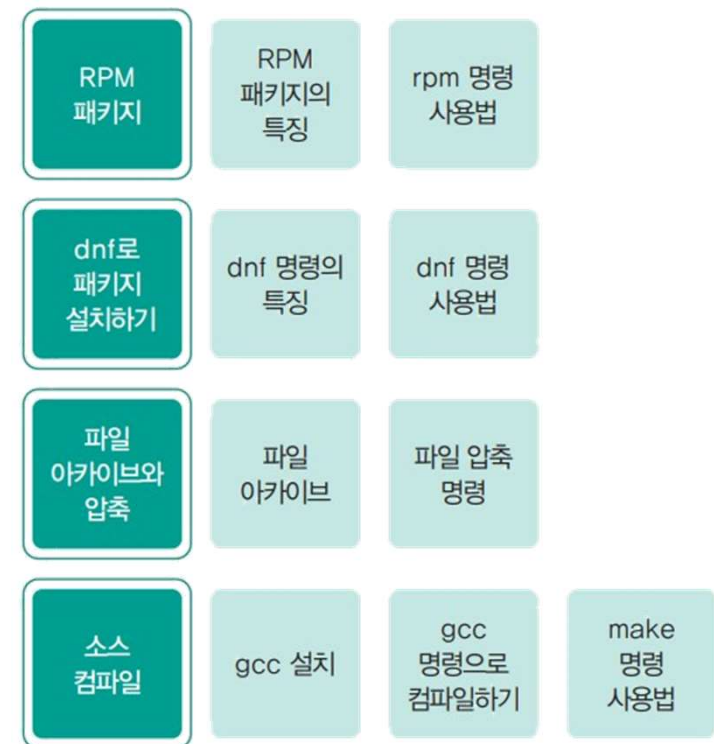 RPM
패키지
RPM
패키지의
특징
rpm 명령
사용법
dnf로
패키지
설치하기
dnf 명령의
특징
dnf 명령
사용법
파일
아카이브와
압축
파일
아카이브
파일 압축
명령
소스
컴파일
gcc 설치
gcc
명령으로
컴파일하기
make
명령
사용법